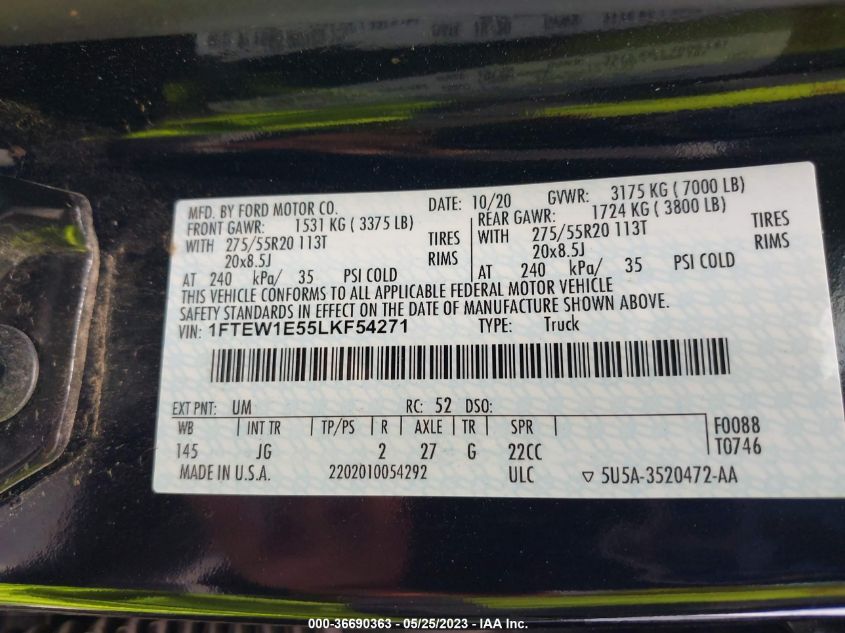 MFD. BY FORD MOTOR CO. DATE: 10/20 GVWR: 3175 KG ( 7000 LB)
FRONT GAWR: 1531 KG ( 3375 LB) REAR GAWR: 1724 KG ( 3800 LB)
WITH 275/55R20 113T TIRES WITH 275/55R20 113T TIRES
20x8.5J RIMS 20x8.5J RIMS
AT 240 kPa/ 35 PSI COLD AT 240 kPa/ 35 PSI COLD
THIS VEHICLE CONFORMS TO ALL APPLICABLE FEDERAL MOTOR VEHICLE
SAFETY STANDARDS IN EFFECT ON THE DATE OF MANUFACTURE SHOWN ABOVE.
VIN: 1FTEW1E55LKF54271 TYPE: Truck
EXT PNT: UM RC: 52 DSO:
WB INT TR TP/PS R AXLE TR SPR F0088
145 JG 2 27 G 22CC T0746
MADE IN U.S.A. 2202010054292 ULC ▽ 5U5A-3520472-AA
000-36690363 - 05/25/2023 - IAA Inc.